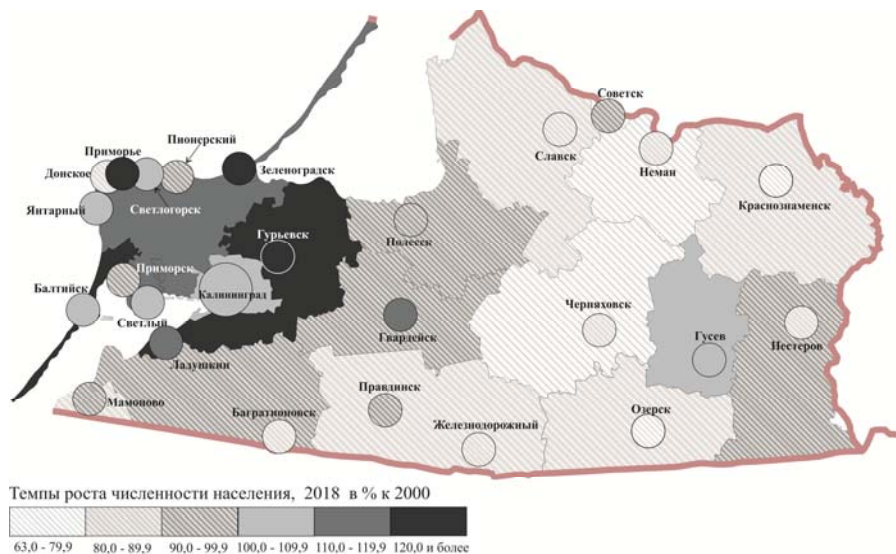 Советск
Пионерский
Приморье
Славск
Неман
Донское
Зеленоградск
Краснознаменск
Янтарный
Светлогорск
Гурьевск
Полесск
Приморск
Балтийск
Калининград
Светлый
Черняховск
Гвардейск
Гусев
Нестеров
Ладушкин
Мамоново
Правдинск
Багратионовск
Железнодорожный
Озерск
Темпы роста численности населения, 2018 в % к 2000
63,0 - 79,9 80,0 - 89,9 90,0 - 99,9 100,0 - 109,9 110,0 - 119,9 120,0 и более